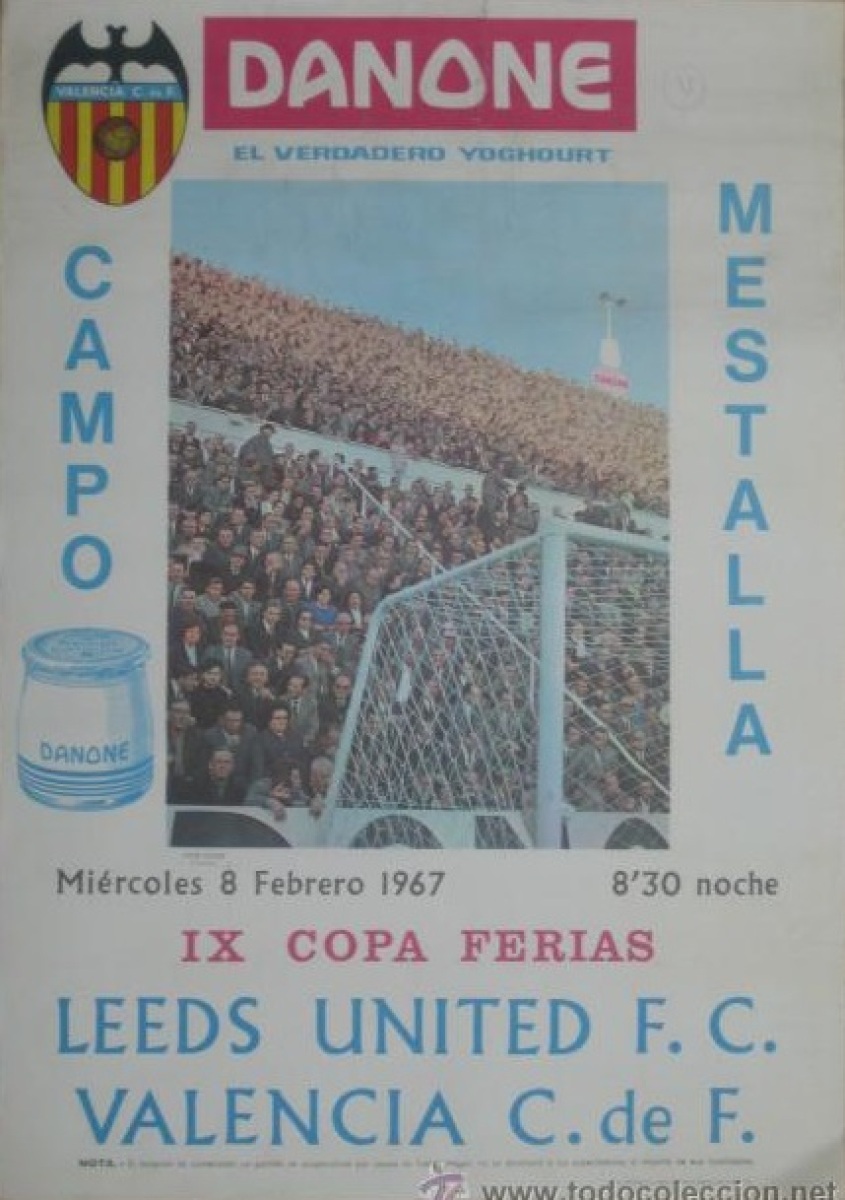 VALENCIA C. de F.
DANONE
EL VERDADERO YOGHOURT
CAMPO
MESTALLA
DANONE
Miércoles 8 Febrero 1967
8'30 noche
IX COPA FERIAS
LEEDS UNITED F. C.
VALENCIA C. de F.
NOTA.
www.todocoleccion.net